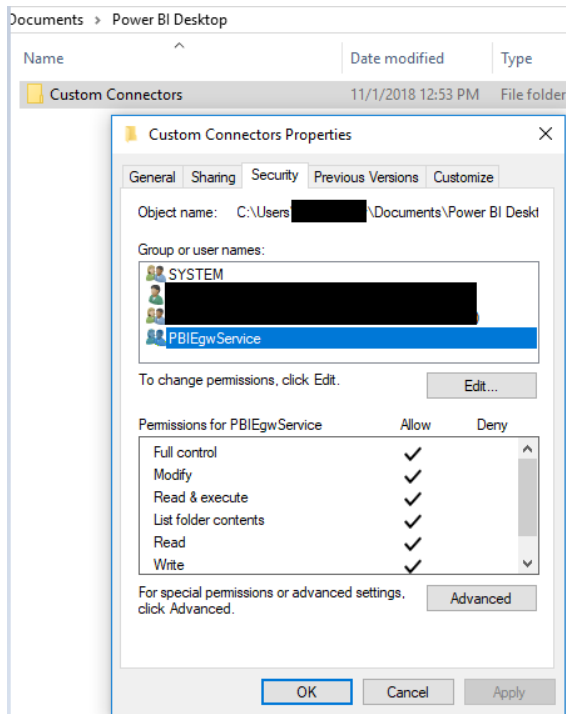 Documents > Power BI Desktop
Name Date modified Type
Custom Connectors 11/1/2018 12:53 PM File folder
Custom Connectors Properties
General Sharing Security Previous Versions Customize
Object name: C:\Users \Documents\Power BI Deskt
Group or user names:
SYSTEM
PBIEgwService
To change permissions, click Edit.
Edit...
Permissions for PBIEgwService Allow Deny
Full control
Modify
Read & execute
List folder contents
Read
Write
For special permissions or advanced settings,
click Advanced.
Advanced
OK Cancel Apply